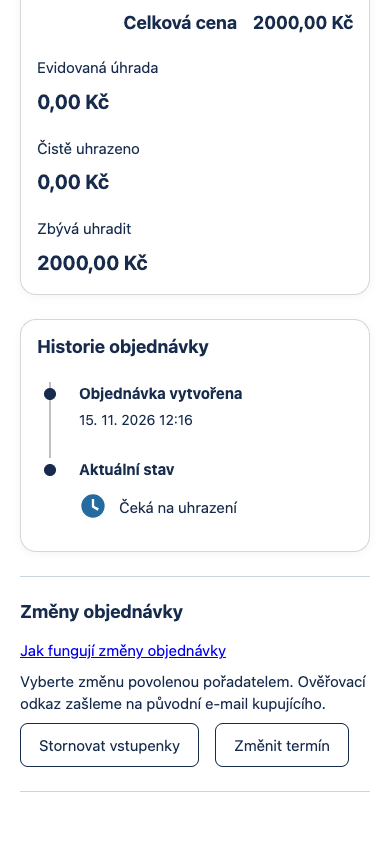 Celková cena 2000,00 Kč
Evidovaná úhrada
0,00 Kč
Čistě uhrazeno
0,00 Kč
Zbývá uhradit
2000,00 Kč
Historie objednávky
Objednávka vytvořena
15. 11. 2026 12:16
Aktuální stav
Čeká na uhrazení
Změny objednávky
Jak fungují změny objednávky
Vyberte změnu povolenou pořadatelem. Ověřovací
odkaz zašleme na původní e-mail kupujícího.
Stornovat vstupenky Změnit termín